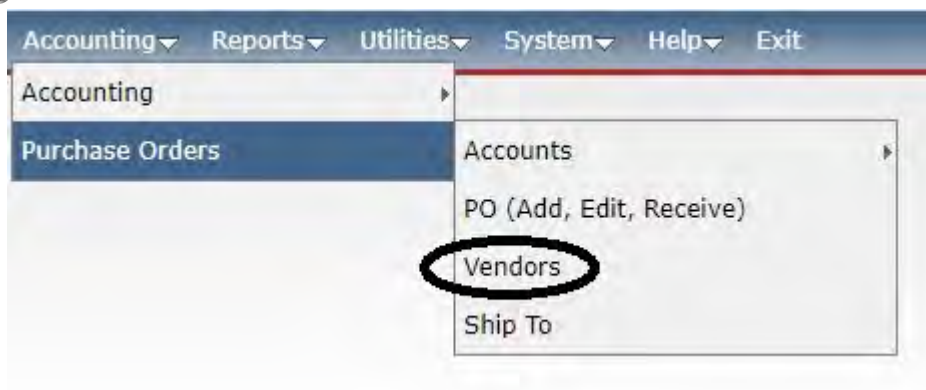 Accounting Reports Utilities System Help Exit
Accounting
Purchase Orders
Accounts
PO (Add, Edit, Receive)
Vendors
Ship To